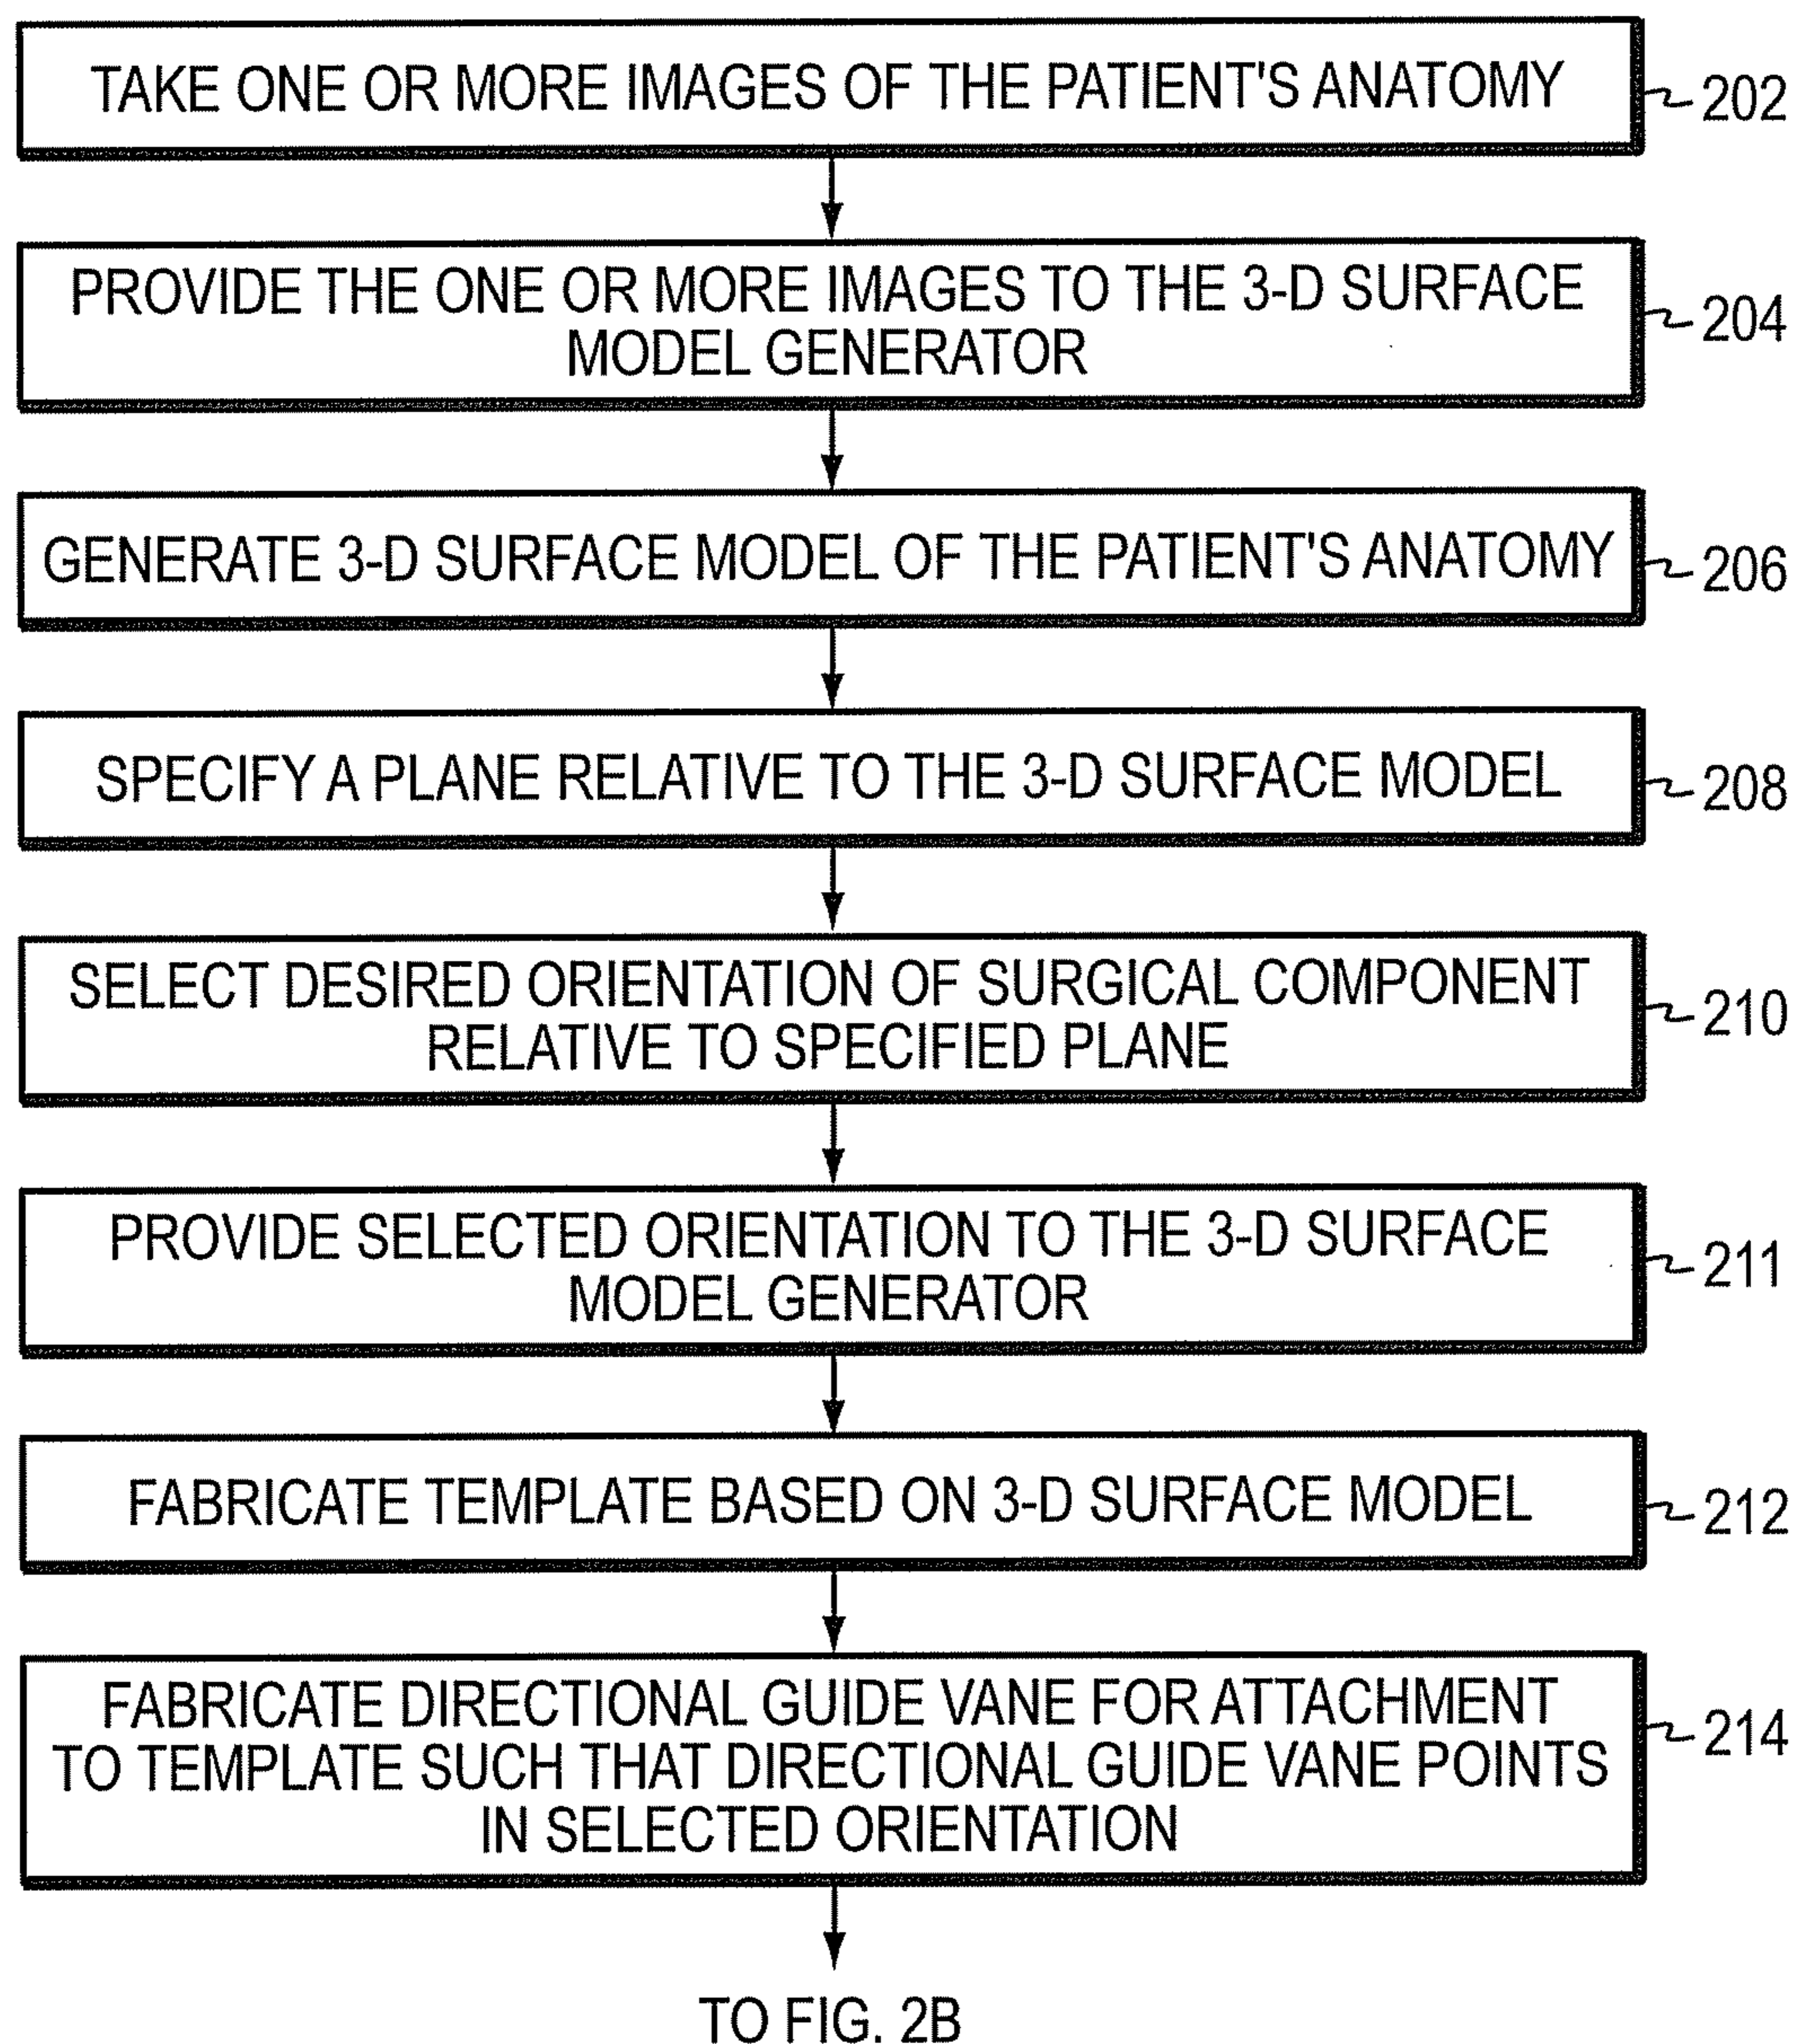 TAKE ONE OR MORE IMAGES OF THE PATIENT'S ANATOMY
202
PROVIDE THE ONE OR MORE IMAGES TO THE 3-D SURFACE
MODEL GENERATOR
204
GENERATE 3-D SURFACE MODEL OF THE PATIENT'S ANATOMY
206
SPECIFY A PLANE RELATIVE TO THE 3-D SURFACE MODEL
208
SELECT DESIRED ORIENTATION OF SURGICAL COMPONENT
RELATIVE TO SPECIFIED PLANE
210
PROVIDE SELECTED ORIENTATION TO THE 3-D SURFACE
MODEL GENERATOR
211
FABRICATE TEMPLATE BASED ON 3-D SURFACE MODEL
212
FABRICATE DIRECTIONAL GUIDE VANE FOR ATTACHMENT
TO TEMPLATE SUCH THAT DIRECTIONAL GUIDE VANE POINTS
IN SELECTED ORIENTATION
214
TO FIG. 2B